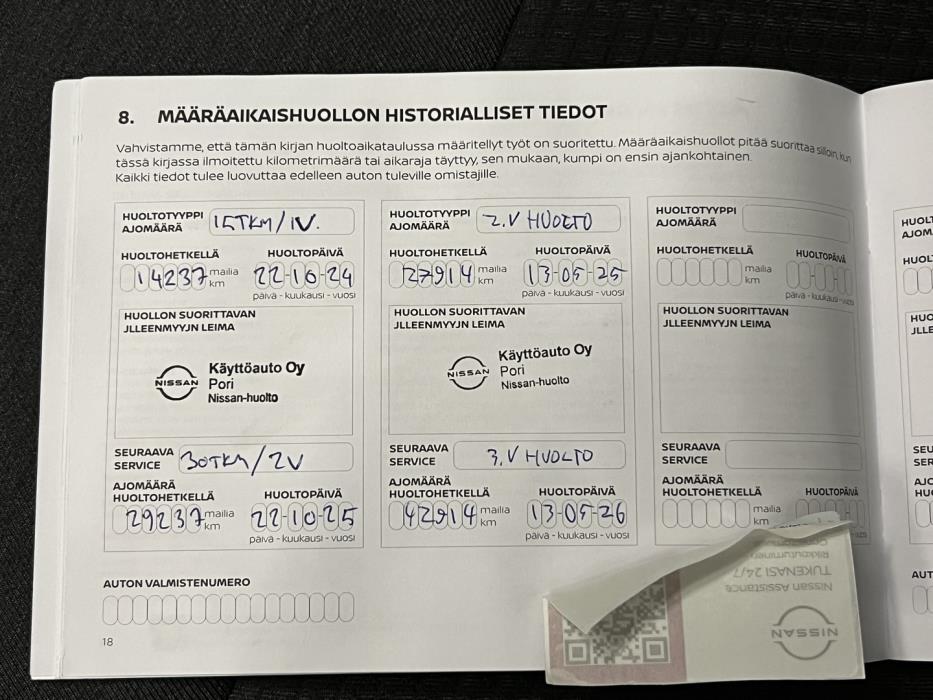 8. MÄÄRÄAIKAISHUOLLON HISTORIALLISET TIEDOT
Vahvistamme, että tämän kirjan huoltoaikataulussa määritellyt työt on suoritettu. Määräaikaishuollot pitää suorittaa silloin, kun
tässä kirjassa ilmoitettu kilometrimäärä tai aikaraja täyttyy, sen mukaan, kumpi on ensin ajankohtainen.
Kaikki tiedot tulee luovuttaa edelleen auton tuleville omistajille.
HUOLTOTYYPPI
AJOMÄÄRÄ
15TKM/1V.
HUOLTOHETKELLÄ HUOLTOPÄIVÄ
14237 mailia
km
22-10-24
päivä - kuukausi - vuosi
HUOLLON SUORITTAVAN
JLLEENMYYJN LEIMA
NISSAN
Käyttöauto Oy
Pori
Nissan-huolto
SEURAAVA
SERVICE
30TKM/2V
AJOMÄÄRÄ
HUOLTOHETKELLÄ HUOLTOPÄIVÄ
29237 mailia
km
22-10-25
päivä - kuukausi - vuosi
HUOLTOTYYPPI
AJOMÄÄRÄ
2.V HUOLTO
HUOLTOHETKELLÄ HUOLTOPÄIVÄ
27914 mailia
km
13-05-25
päivä - kuukausi - vuosi
HUOLLON SUORITTAVAN
JLLEENMYYJN LEIMA
NISSAN
Käyttöauto Oy
Pori
Nissan-huolto
SEURAAVA
SERVICE
3.V HUOLTO
AJOMÄÄRÄ
HUOLTOHETKELLÄ HUOLTOPÄIVÄ
42914 mailia
km
13-05-26
päivä - kuukausi - vuosi
HUOLTOTYYPPI
AJOMÄÄRÄ
HUOLTOHETKELLÄ HUOLTOPÄIVÄ
mailia
km
päivä - kuukausi - vuosi
HUOLLON SUORITTAVAN
JLLEENMYYJN LEIMA
SEURAAVA
SERVICE
AJOMÄÄRÄ
HUOLTOHETKELLÄ HUOLTOPÄIVÄ
mailia
km
AUTON VALMISTENUMERO
18
NISSAN
Nissan Assistance
TUKENASI 24/7